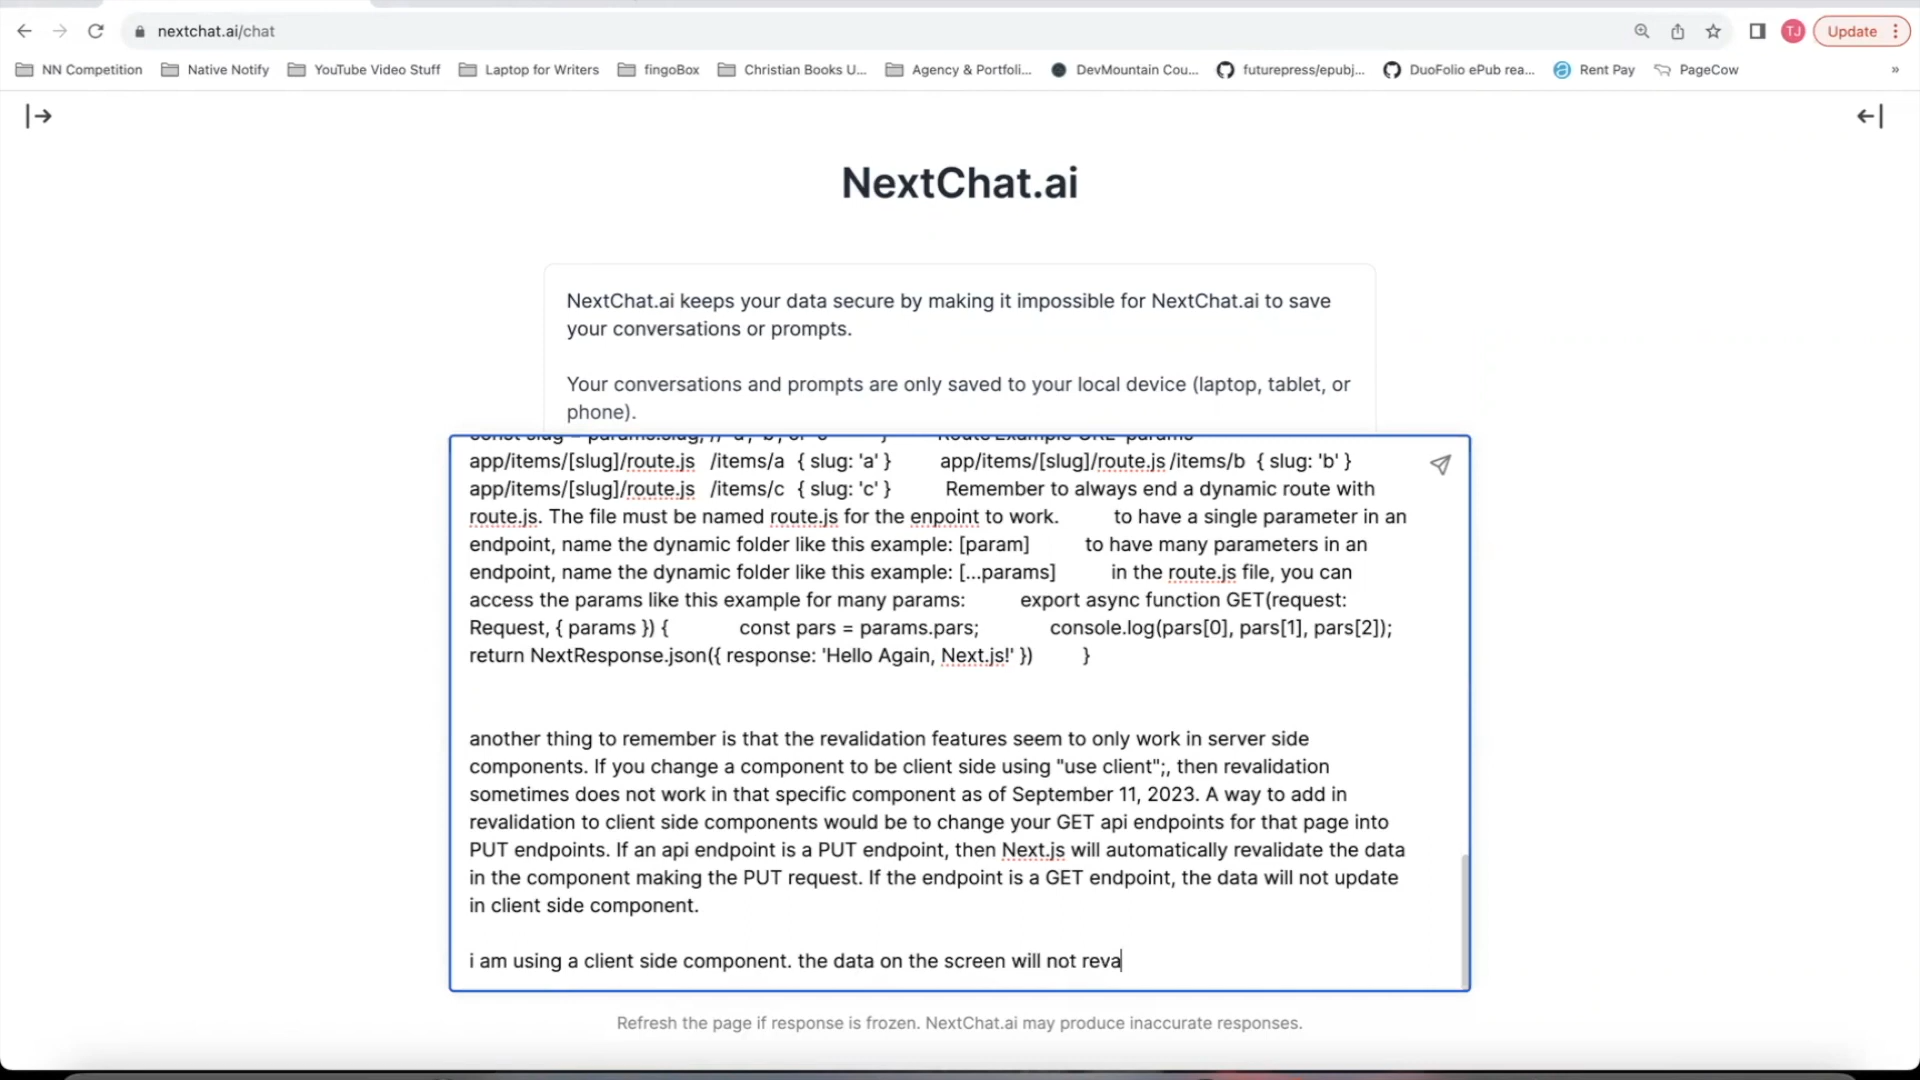 nextchat.ai/chat
TJ
Update
NN Competition
Native Notify
YouTube Video Stuff
Laptop for Writers
fingoBox
Christian Books U...
Agency & Portfoli...
DevMountain Cou...
futurepress/epubj...
DuoFolio ePub rea...
Rent Pay
PageCow
»
NextChat.ai
NextChat.ai keeps your data secure by making it impossible for NextChat.ai to save
your conversations or prompts.
Your conversations and prompts are only saved to your local device (laptop, tablet, or
phone).
app/items/[slug]/route.js /items/a { slug: 'a' } app/items/[slug]/route.js /items/b { slug: 'b' }
app/items/[slug]/route.js /items/c { slug: 'c' } Remember to always end a dynamic route with
route.js. The file must be named route.js for the enpoint to work. to have a single parameter in an
endpoint, name the dynamic folder like this example: [param] to have many parameters in an
endpoint, name the dynamic folder like this example: [...params] in the route.js file, you can
access the params like this example for many params: export async function GET(request:
Request, { params }) { const pars = params.pars; console.log(pars[0], pars[1], pars[2]);
return NextResponse.json({ response: 'Hello Again, Next.js!' }) }
another thing to remember is that the revalidation features seem to only work in server side
components. If you change a component to be client side using "use client";, then revalidation
sometimes does not work in that specific component as of September 11, 2023. A way to add in
revalidation to client side components would be to change your GET api endpoints for that page into
PUT endpoints. If an api endpoint is a PUT endpoint, then Next.js will automatically revalidate the data
in the component making the PUT request. If the endpoint is a GET endpoint, the data will not update
in client side component.
i am using a client side component. the data on the screen will not reva
Refresh the page if response is frozen. NextChat.ai may produce inaccurate responses.